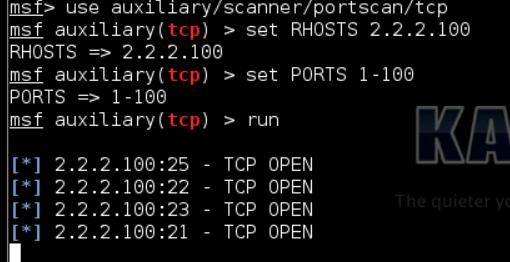 msf> use auxiliary/scanner/portscan/tcp
msf auxiliary(tcp) > set RHOSTS 2.2.2.100
RHOSTS => 2.2.2.100
msf auxiliary(tcp) > set PORTS 1-100
PORTS => 1-100
msf auxiliary(tcp) > run
KA
[*] 2.2.2.100:25 - TCP OPEN
[*] 2.2.2.100:22 - TCP OPEN
The quieter yo
[*] 2.2.2.100:23 - TCP OPEN
[*] 2.2.2.100:21 - TCP OPEN